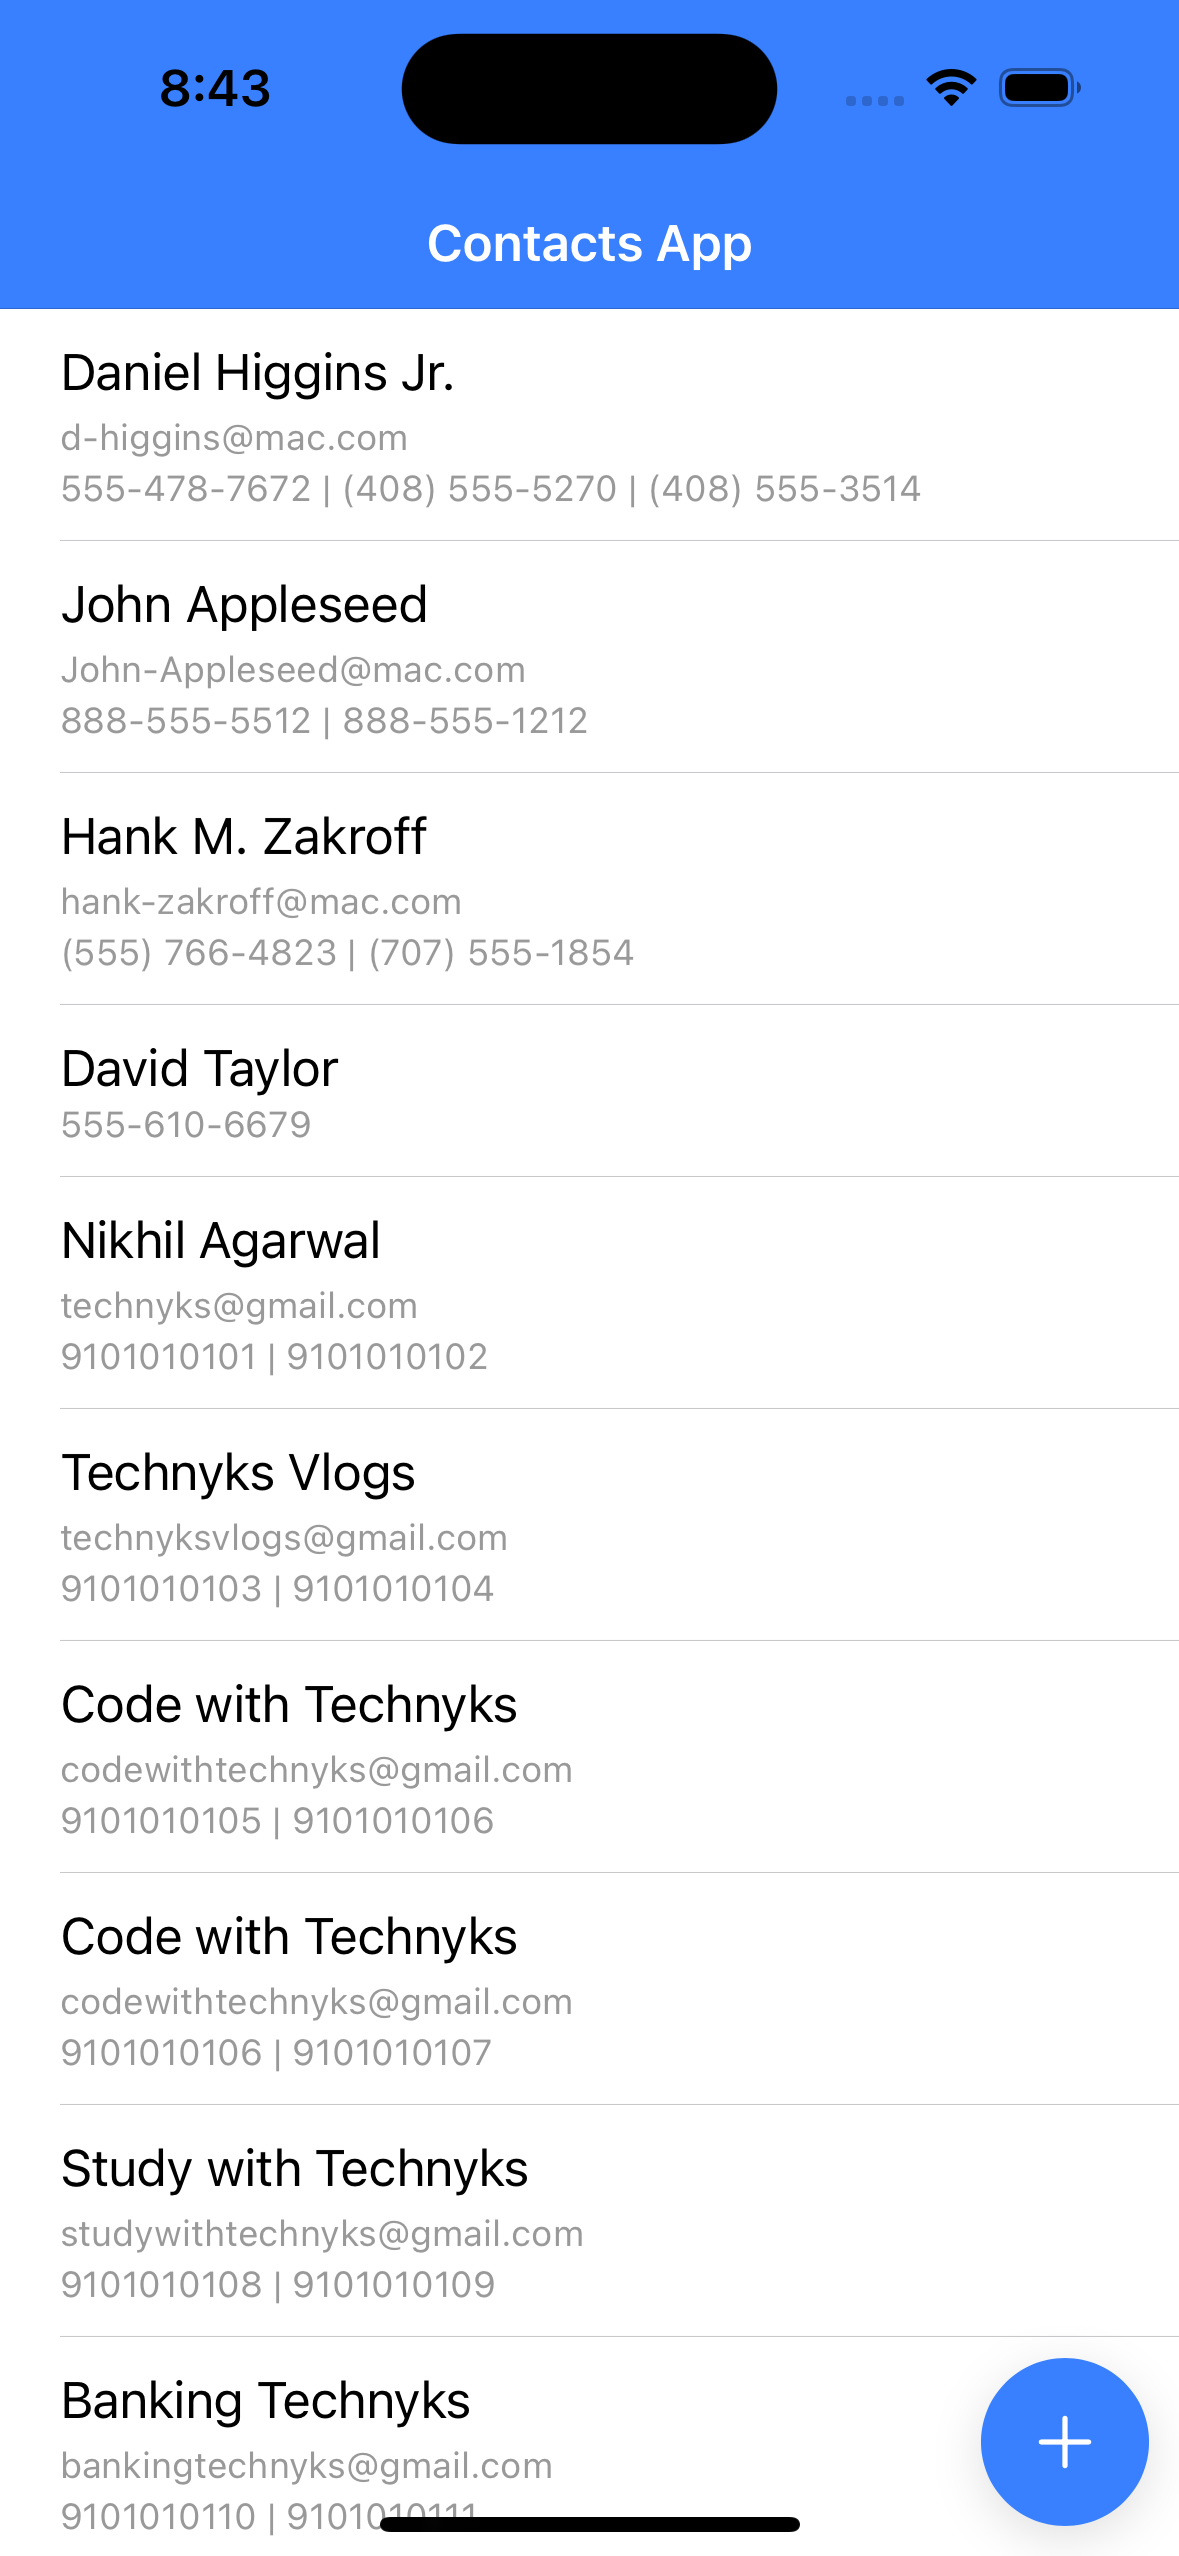 8:43
Contacts App
Daniel Higgins Jr.
d-higgins@mac.com
555-478-7672 | (408) 555-5270 | (408) 555-3514
John Appleseed
John-Appleseed@mac.com
888-555-5512 | 888-555-1212
Hank M. Zakroff
hank-zakroff@mac.com
(555) 766-4823 | (707) 555-1854
David Taylor
555-610-6679
Nikhil Agarwal
technyks@gmail.com
9101010101 | 9101010102
Technyks Vlogs
technyksvlogs@gmail.com
9101010103 | 9101010104
Code with Technyks
codewithtechnyks@gmail.com
9101010105 | 9101010106
Code with Technyks
codewithtechnyks@gmail.com
9101010106 | 9101010107
Study with Technyks
studywithtechnyks@gmail.com
9101010108 | 9101010109
Banking Technyks
bankingtechnyks@gmail.com
9101010110 | 9101010111